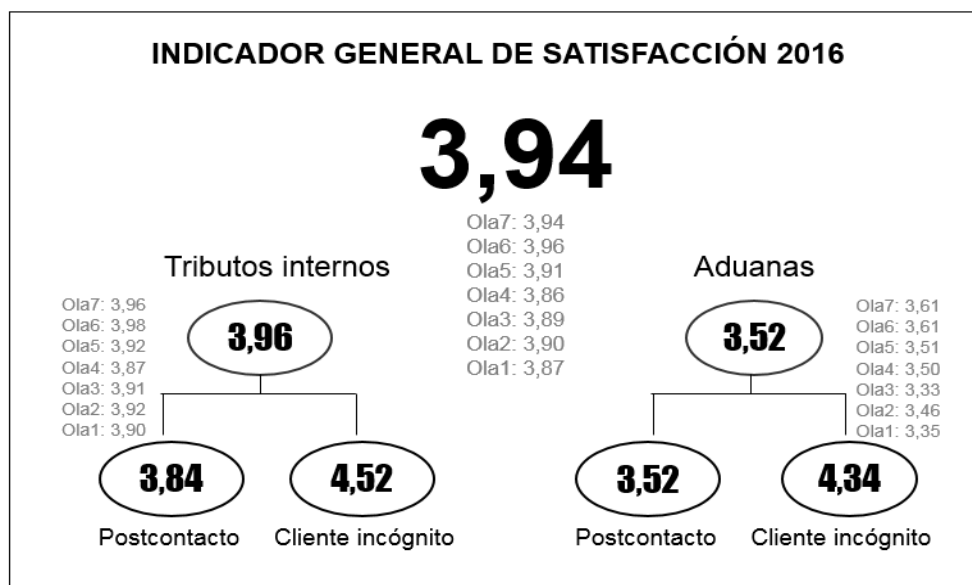 INDICADOR GENERAL DE SATISFACCIÓN 2016
3,94
Ola7: 3,94
Ola6: 3,96
Ola5: 3,91
Ola4: 3,86
Ola3: 3,89
Ola2: 3,90
Ola1: 3,87
Tributos internos
Ola7: 3,96
Ola6: 3,98
Ola5: 3,92
Ola4: 3,87
Ola3: 3,91
Ola2: 3,92
Ola1: 3,90
3,96
3,84
Postcontacto
4,52
Cliente incógnito
Aduanas
3,52
Ola7: 3,61
Ola6: 3,61
Ola5: 3,51
Ola4: 3,50
Ola3: 3,33
Ola2: 3,46
Ola1: 3,35
3,52
Postcontacto
4,34
Cliente incógnito